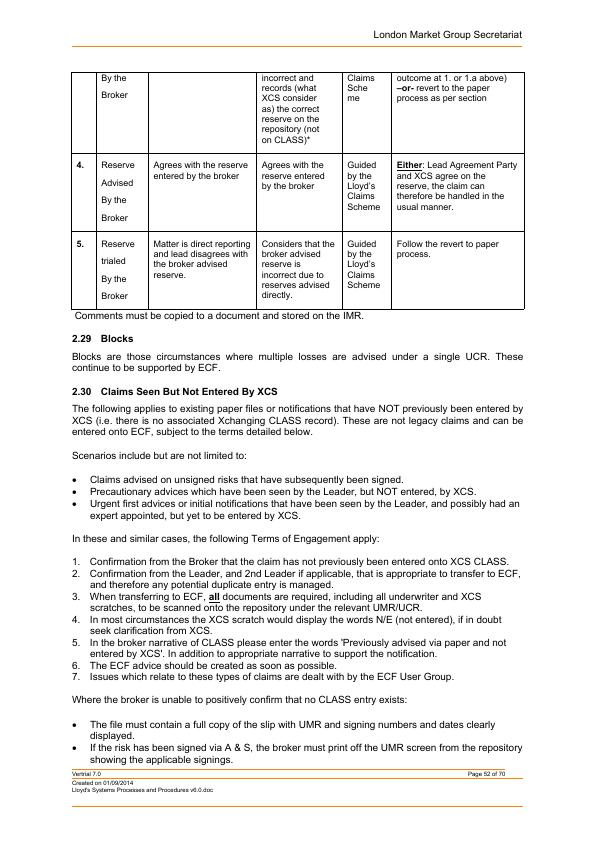 London Market Group Secretariat
By the
Broker
incorrect and
records (what
XCS consider
as) the correct
reserve on the
repository (not
on CLASS)*
Claims
Sche
me
outcome at 1. or 1.a above)
–or- revert to the paper
process as per section
4.
Reserve
Advised
By the
Broker
Agrees with the reserve
entered by the broker
Agrees with the
reserve entered
by the broker
Guided
by the
Lloyd's
Claims
Scheme
Either: Lead Agreement Party
and XCS agree on the
reserve, the claim can
therefore be handled in the
usual manner.
5.
Reserve
trialed
By the
Broker
Matter is direct reporting
and lead disagrees with
the broker advised
reserve.
Considers that the
broker advised
reserve is
incorrect due to
reserves advised
directly.
Guided
by the
Lloyd's
Claims
Scheme
Follow the revert to paper
process.
Comments must be copied to a document and stored on the IMR.
2.29 Blocks
Blocks are those circumstances where multiple losses are advised under a single UCR. These
continue to be supported by ECF.
2.30 Claims Seen But Not Entered By XCS
The following applies to existing paper files or notifications that have NOT previously been entered by
XCS (i.e. there is no associated Xchanging CLASS record). These are not legacy claims and can be
entered onto ECF, subject to the terms detailed below.
Scenarios include but are not limited to:
• Claims advised on unsigned risks that have subsequently been signed.
• Precautionary advices which have been seen by the Leader, but NOT entered, by XCS.
• Urgent first advices or initial notifications that have been seen by the Leader, and possibly had an
expert appointed, but yet to be entered by XCS.
In these and similar cases, the following Terms of Engagement apply:
1. Confirmation from the Broker that the claim has not previously been entered onto XCS CLASS.
2. Confirmation from the Leader, and 2nd Leader if applicable, that is appropriate to transfer to ECF,
and therefore any potential duplicate entry is managed.
3. When transferring to ECF, all documents are required, including all underwriter and XCS
scratches, to be scanned onto the repository under the relevant UMR/UCR.
4. In most circumstances the XCS scratch would display the words N/E (not entered), if in doubt
seek clarification from XCS.
5. In the broker narrative of CLASS please enter the words 'Previously advised via paper and not
entered by XCS'. In addition to appropriate narrative to support the notification.
6. The ECF advice should be created as soon as possible.
7. Issues which relate to these types of claims are dealt with by the ECF User Group.
Where the broker is unable to positively confirm that no CLASS entry exists:
• The file must contain a full copy of the slip with UMR and signing numbers and dates clearly
displayed.
• If the risk has been signed via A & S, the broker must print off the UMR screen from the repository
showing the applicable signings.
Vertrial 7.0 Page 52 of 70
Created on 01/09/2014
Lloyd's Systems Processes and Procedures v6.0.doc